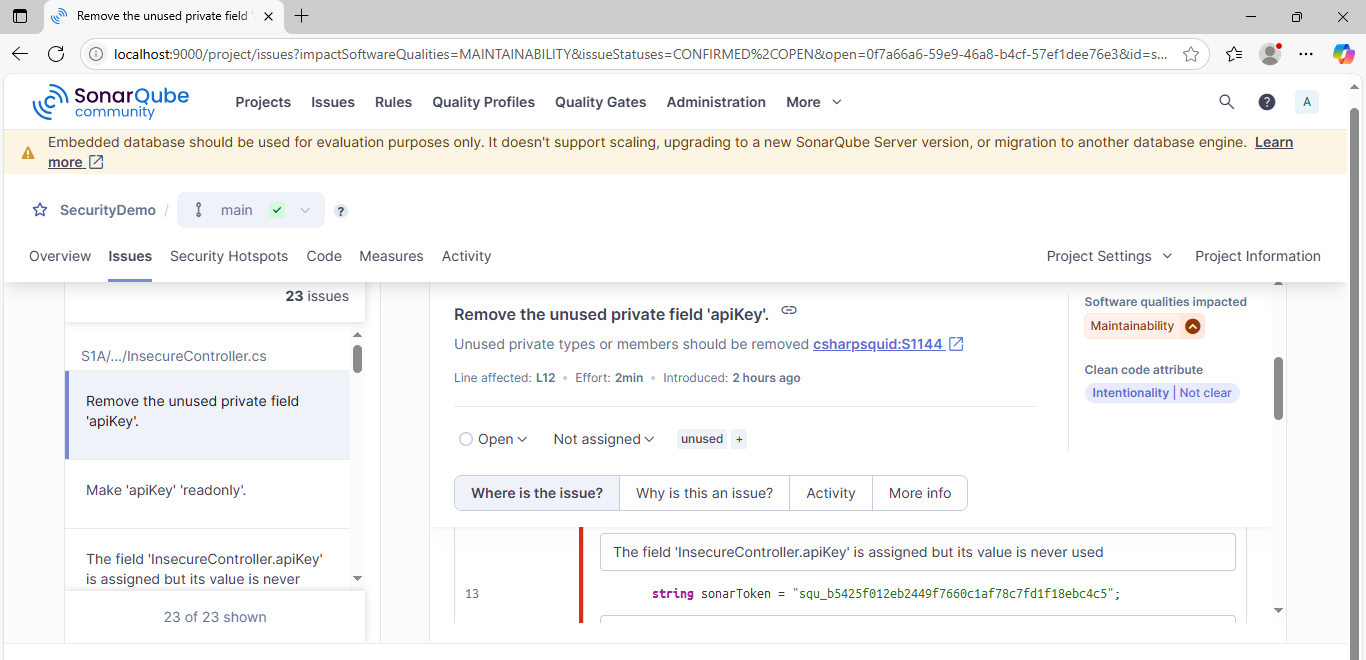 Remove the unused private field '
localhost:9000/project/issues?impactSoftwareQualities=MAINTAINABILITY&issueStatuses=CONFIRMED%2COPEN&open=0f7a66a6-59e9-46a8-b4cf-57ef1dee76e3&id=s...
SonarQube
community
Projects Issues Rules Quality Profiles Quality Gates Administration More
? A
Embedded database should be used for evaluation purposes only. It doesn't support scaling, upgrading to a new SonarQube Server version, or migration to another database engine. Learn
more
SecurityDemo / main ?
Overview Issues Security Hotspots Code Measures Activity Project Settings Project Information
23 issues
S1A/.../InsecureController.cs
Remove the unused private field
'apiKey'.
Make 'apiKey' 'readonly'.
The field 'InsecureController.apiKey'
is assigned but its value is never
23 of 23 shown
Remove the unused private field 'apiKey'.
Unused private types or members should be removed csharpsquid:S1144
Line affected: L12 • Effort: 2min • Introduced: 2 hours ago
Open Not assigned unused +
Where is the issue? Why is this an issue? Activity More info
The field 'InsecureController.apiKey' is assigned but its value is never used
13 string sonarToken = "squ_b5425f012eb2449f7660c1af78c7fd1f18ebc4c5";
Software qualities impacted
Maintainability
Clean code attribute
Intentionality | Not clear